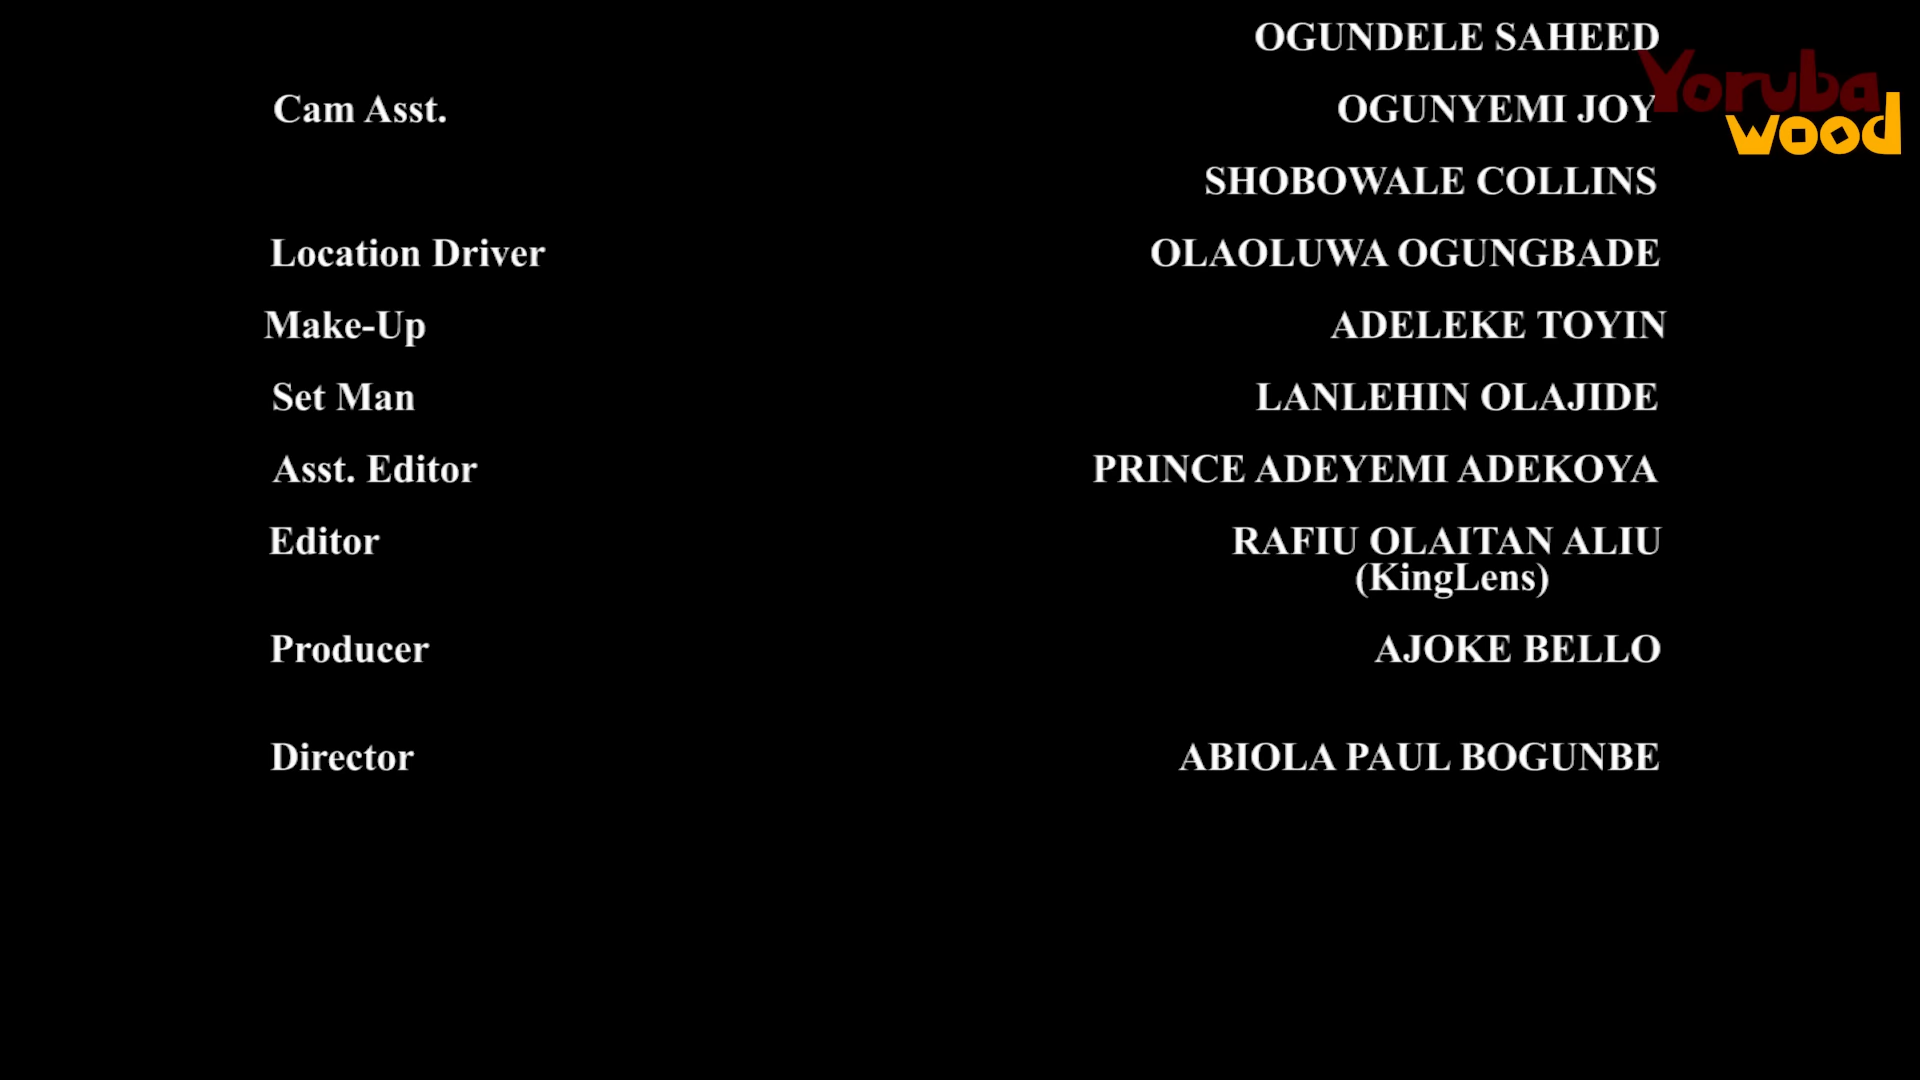 OGUNDELE SAHEED
Yoruba
wood
Cam Asst. OGUNYEMI JOY
SHOBOWALE COLLINS
Location Driver OLAOLUWA OGUNGBADE
Make-Up ADELEKE TOYIN
Set Man LANLEHIN OLAJIDE
Asst. Editor PRINCE ADEYEMI ADEKOYA
Editor RAFIU OLAITAN ALIU
(KingLens)
Producer AJOKE BELLO
Director ABIOLA PAUL BOGUNBE